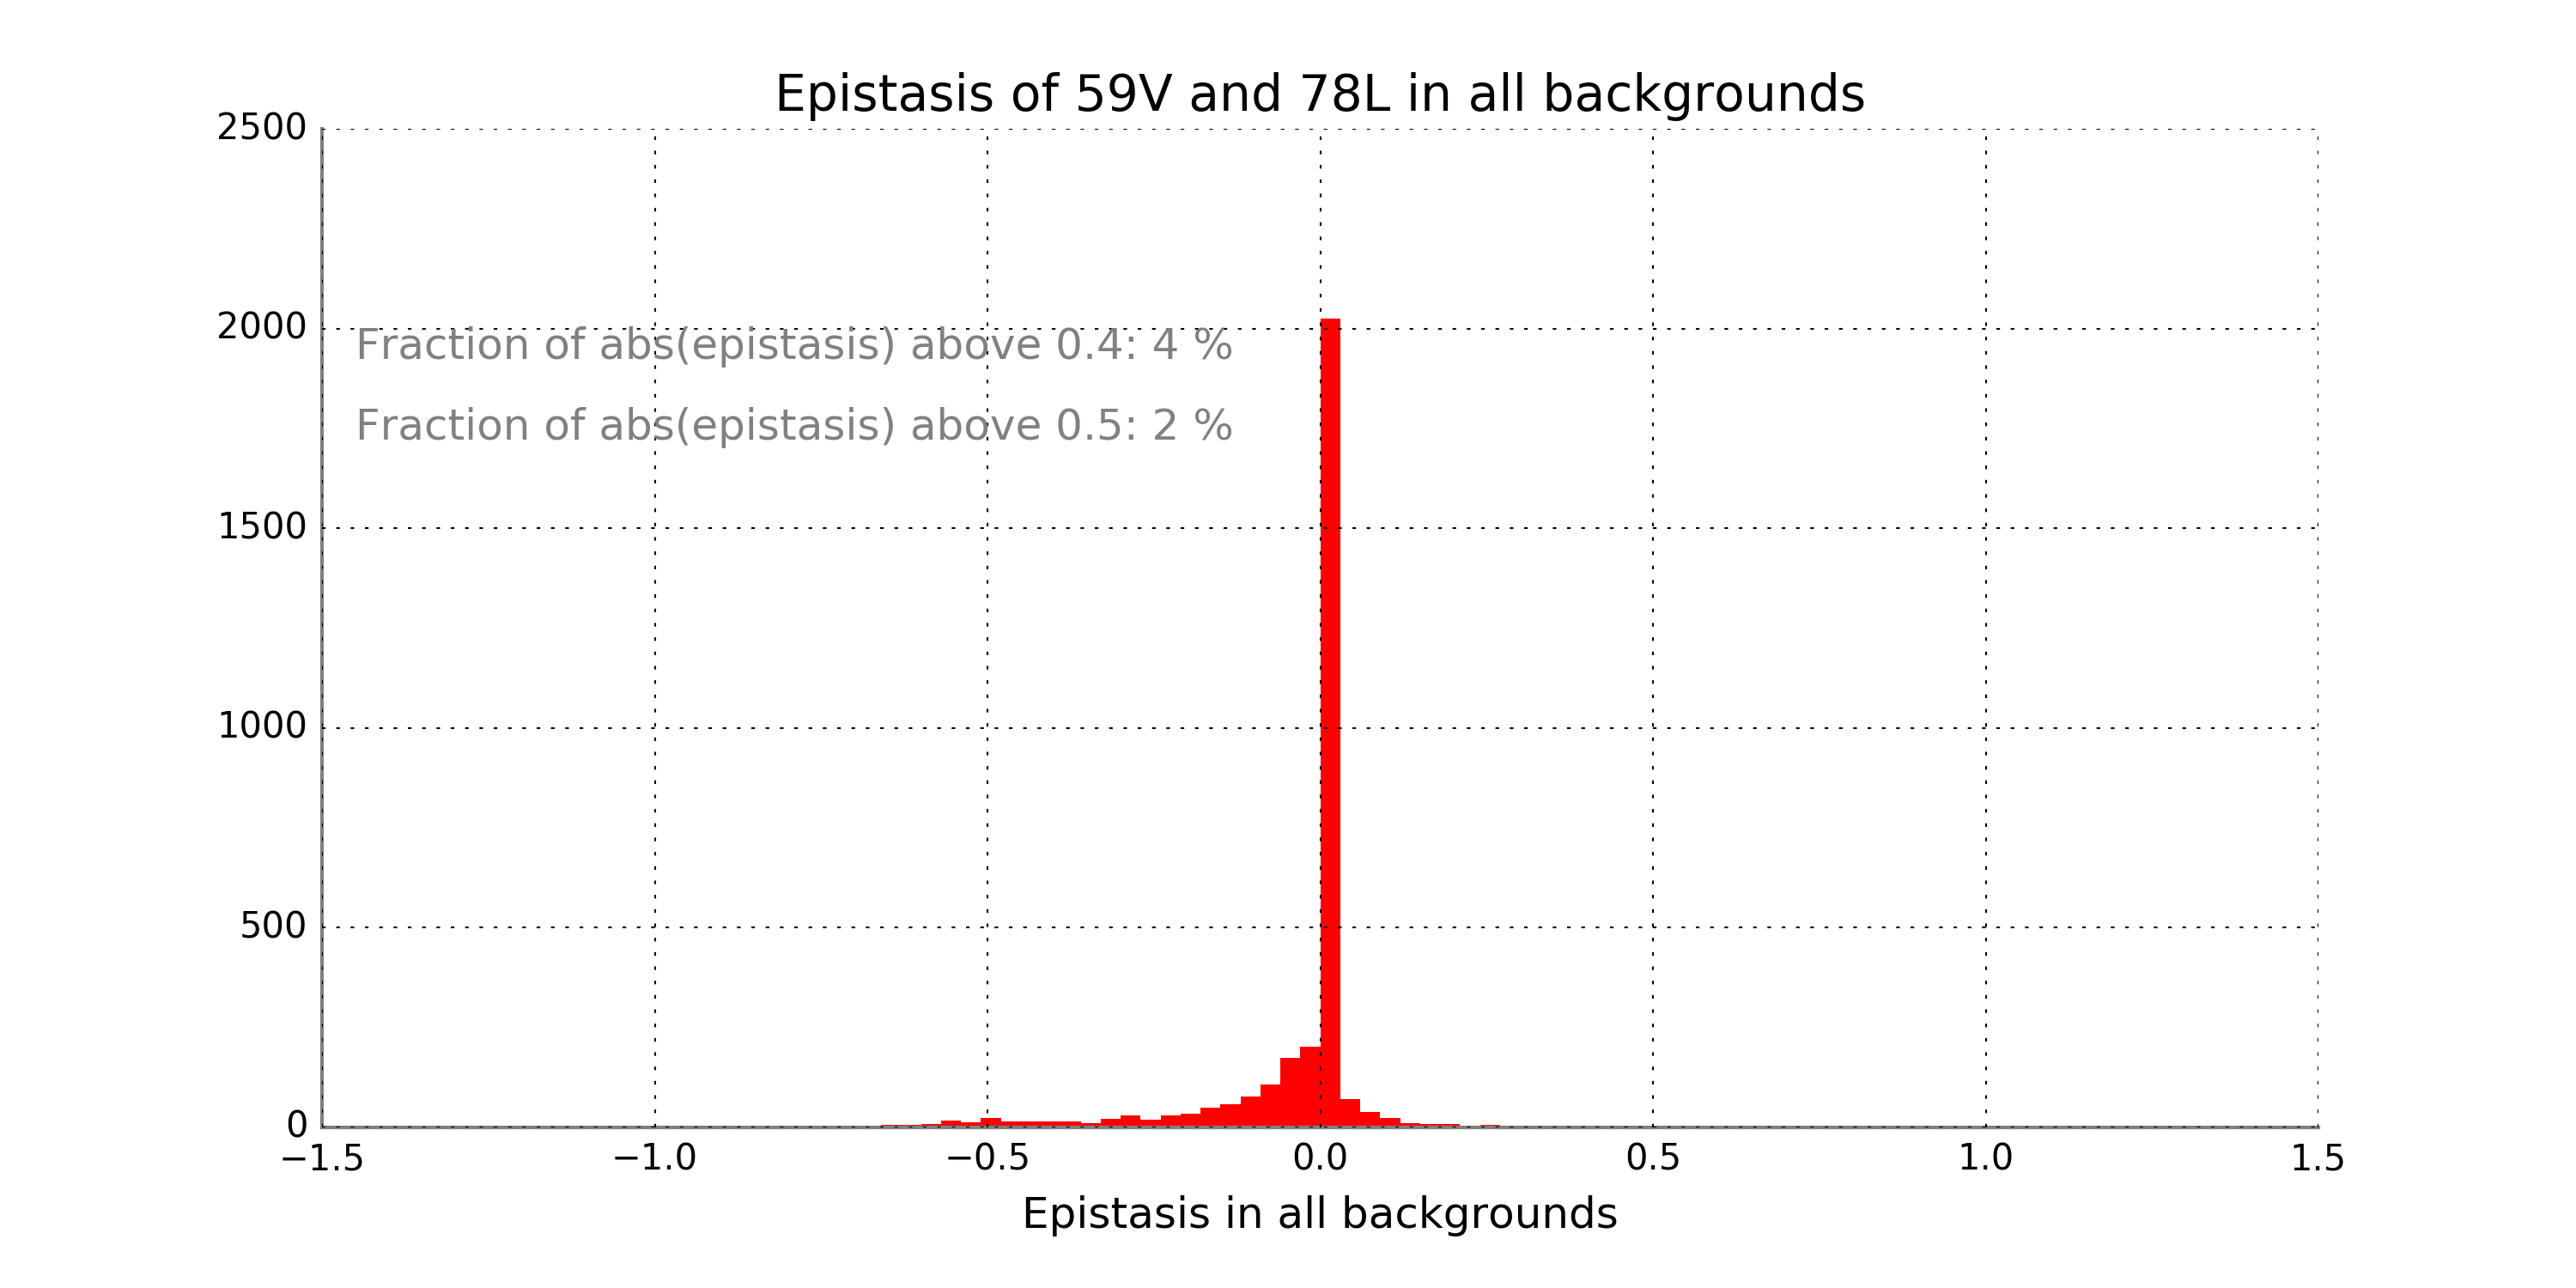 Epistasis of 59V and 78L in all backgrounds
2500
2000
Fraction of abs(epistasis) above 0.4: 4 %
Fraction of abs(epistasis) above 0.5: 2 %
1500
1000
500
0
−1.5 −1.0 −0.5 0.0 0.5 1.0 1.5
Epistasis in all backgrounds